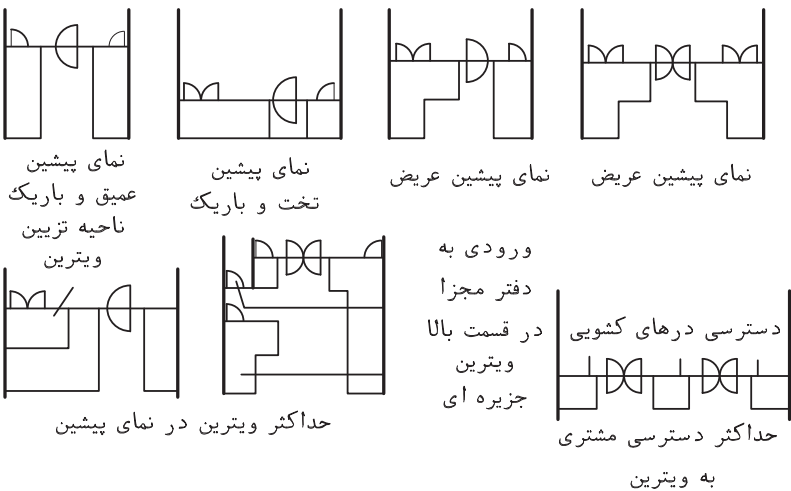 نمای پیشین عریض
نمای پیشین عریض
نمای پیشین
تخت و باریک
نمای پیشین
عمیق و باریک
ناحیه تزیین
ویترین
ورودی به
دفتر مجزا
در قسمت بالا
ویترین
جزیره ای
دسترسی درهای کشویی
حداکثر دسترسی مشتری
به ویترین
حداکثر ویترین در نمای پیشین